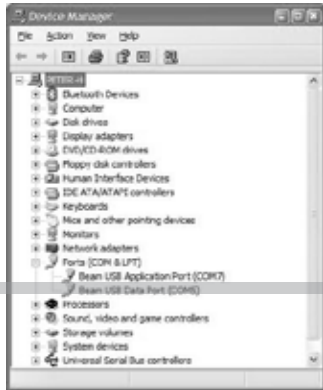 Device Manager
File Action View Help
PETER-H
Bluetooth Devices
Computer
Disk drives
Display adapters
DVD/CD-ROM drives
Floppy disk controllers
Human Interface Devices
IDE ATA/ATAPI controllers
Keyboards
Mice and other pointing devices
Monitors
Network adapters
Ports (COM & LPT)
Beam USB Application Port (COM7)
Beam USB Data Port (COM5)
Processors
Sound, video and game controllers
Storage volumes
System devices
Universal Serial Bus controllers